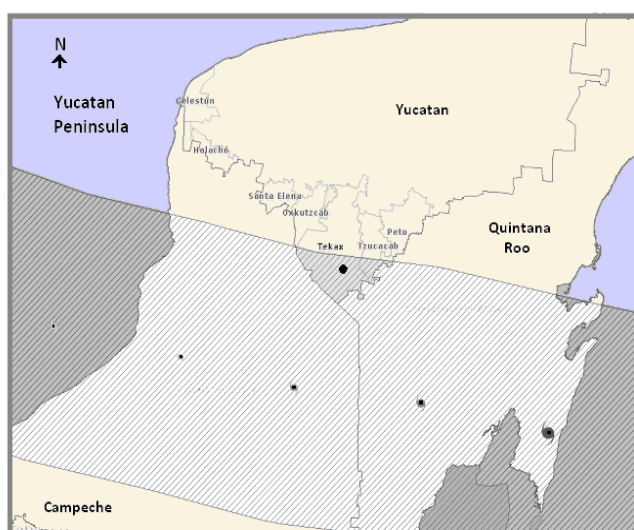 N
Yucatan
Peninsula
Celestún
Yucatan
Halachó
Santa Elena
Oxkutzcab
Peto
Quintana
Roo
Tekax
Tzucacab
Campeche